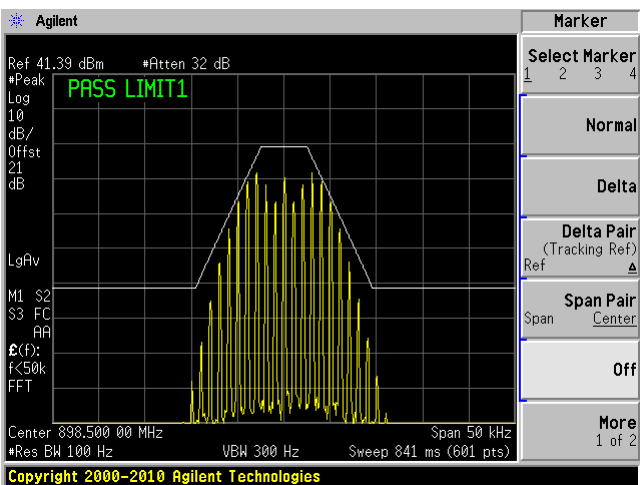 Agilent
Marker
Ref 41.39 dBm #Atten 32 dB
#Peak
Log
10
dB/
Offst
21
dB
PASS LIMIT1
LgAv
M1 S2
S3 FC
AA
£(f):
f<50k
FFT
Center 898.500 00 MHz Span 50 kHz
#Res BW 100 Hz VBW 300 Hz Sweep 841 ms (601 pts)
Copyright 2000-2010 Agilent Technologies
Select Marker
1 2 3 4
Normal
Delta
Delta Pair
(Tracking Ref)
Ref Δ
Span Pair
Span Center
Off
More
1 of 2